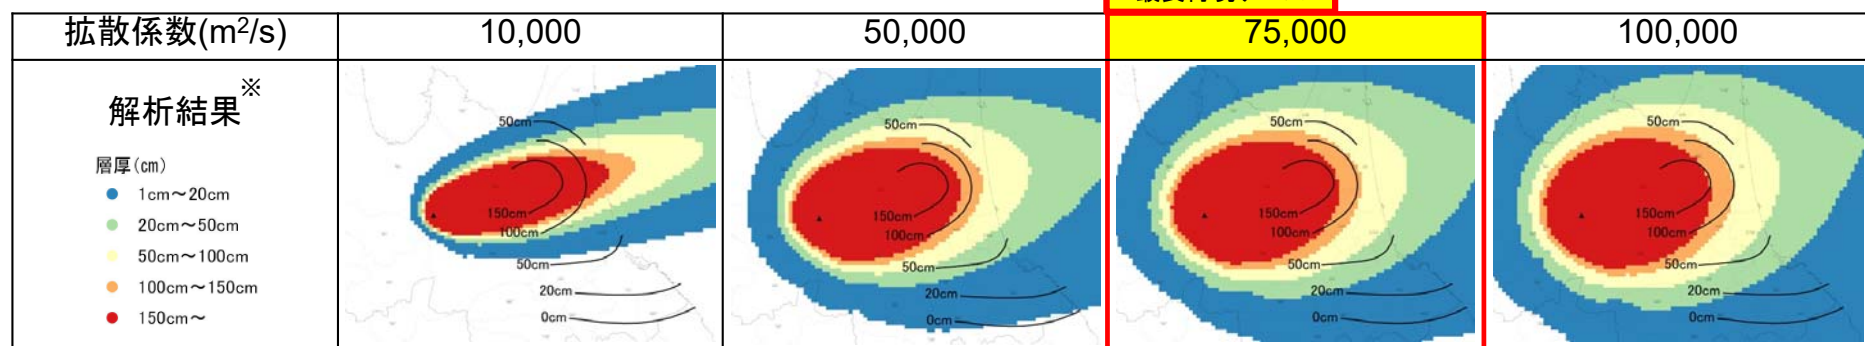 拡散係数(m²/s)
10,000
50,000
75,000
100,000
解析結果※
層厚(cm)
1cm～20cm
20cm～50cm
50cm～100cm
100cm～150cm
150cm～
50cm
150cm
100cm
50cm
20cm
0cm
50cm
150cm
100cm
50cm
20cm
0cm
50cm
150cm
100cm
50cm
20cm
0cm
50cm
150cm
100cm
50cm
20cm
0cm